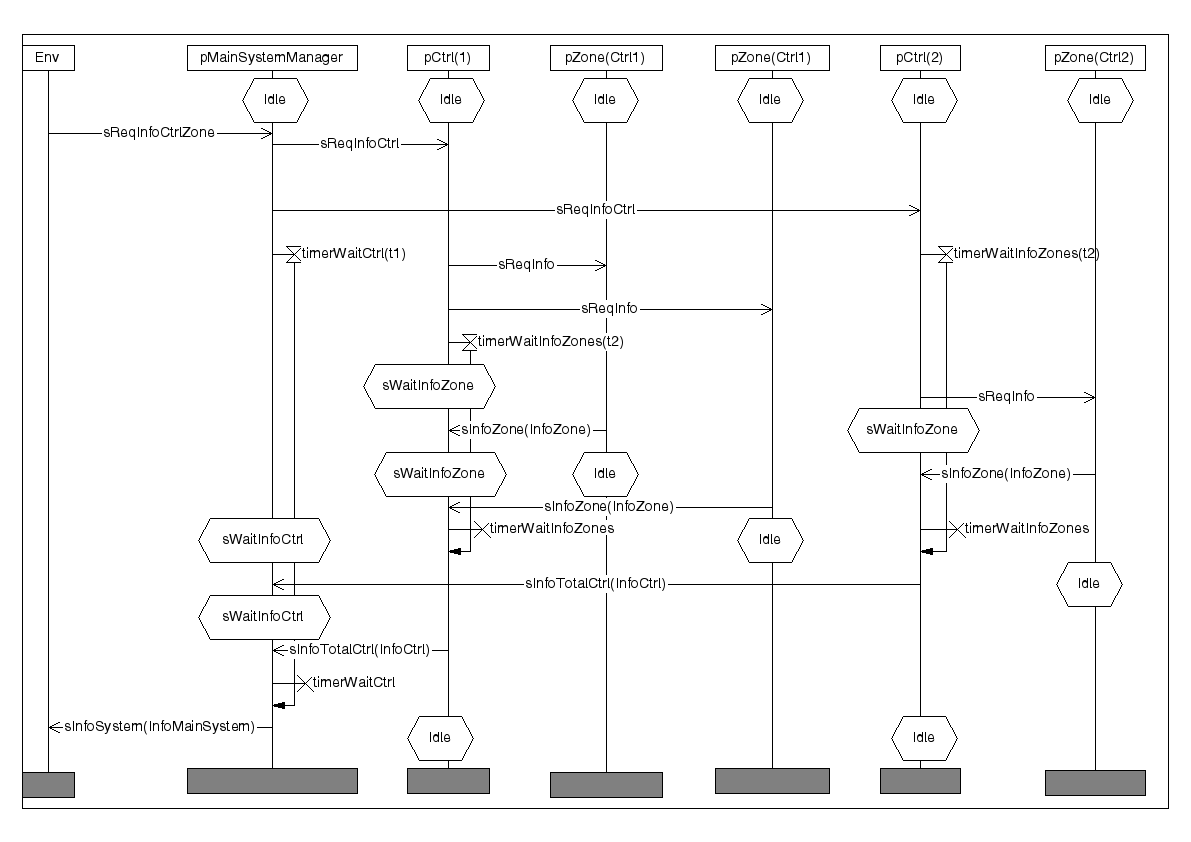 Env
pMainSystemManager
pCtrl(1)
pZone(Ctrl1)
pZone(Ctrl1)
pCtrl(2)
pZone(Ctrl2)
Idle
Idle
Idle
Idle
Idle
Idle
sReqInfoCtrlZone
sReqInfoCtrl
sReqInfoCtrl
timerWaitCtrl(t1)
timerWaitInfoZones(t2)
sReqInfo
sReqInfo
timerWaitInfoZones(t2)
sWaitInfoZone
sReqInfo
sInfoZone(InfoZone)
sWaitInfoZone
sWaitInfoZone
Idle
sInfoZone(InfoZone)
sInfoZone(InfoZone)
timerWaitInfoZones
timerWaitInfoZones
sWaitInfoCtrl
Idle
sInfoTotalCtrl(InfoCtrl)
Idle
sWaitInfoCtrl
sInfoTotalCtrl(InfoCtrl)
timerWaitCtrl
sInfoSystem(InfoMainSystem)
Idle
Idle